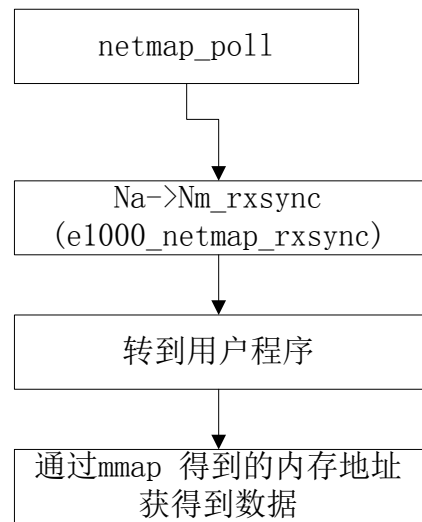 netmap_poll
Na->Nm_rxsync
(e1000_netmap_rxsync)
转到用户程序
通过mmap 得到的内存地址
获得到数据